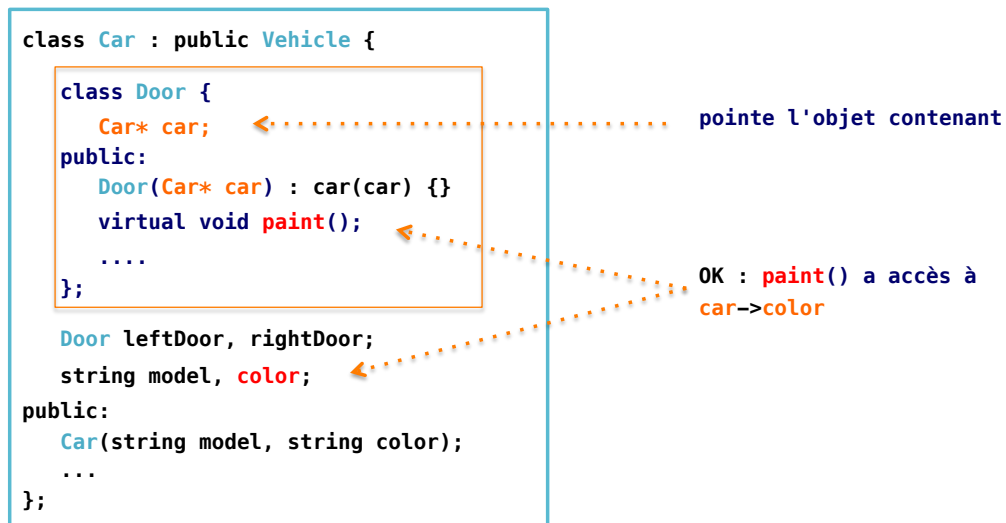 class Car : public Vehicle {
class Door {
Car* car;
pointe l'objet contenant
public:
Door(Car* car) : car(car) {}
virtual void paint();
....
};
OK : paint() a accès à
car–>color
Door leftDoor, rightDoor;
string model, color;
public:
Car(string model, string color);
...
};